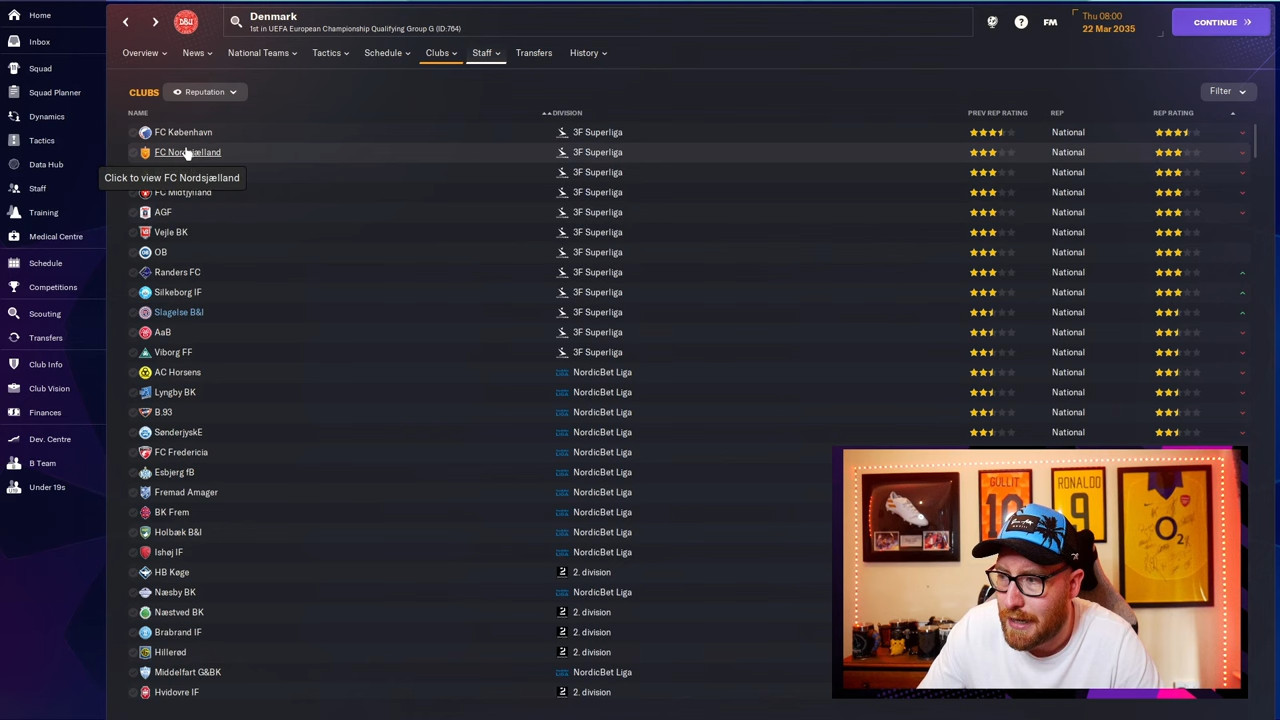 Home
Denmark
1st in UEFA European Championship Qualifying Group G (ID:764)
FM
Thu 08:00
22 Mar 2035
CONTINUE
Inbox
Overview News National Teams Tactics Schedule Clubs Staff Transfers History
Squad
Squad Planner
Dynamics
Tactics
Data Hub
Staff
Training
Medical Centre
Schedule
Competitions
Scouting
Transfers
Club Info
Club Vision
Finances
Dev. Centre
B Team
Under 19s
CLUBS Reputation Filter
NAME DIVISION PREV REP RATING REP REP RATING
FC København 3F Superliga National
FC Nordsjælland 3F Superliga National
Click to view FC Nordsjælland
3F Superliga National
FC Midtjylland 3F Superliga National
AGF 3F Superliga National
Vejle BK 3F Superliga National
OB 3F Superliga National
Randers FC 3F Superliga National
Silkeborg IF 3F Superliga National
Slagelse B&I 3F Superliga National
AaB 3F Superliga National
Viborg FF 3F Superliga National
AC Horsens NordicBet Liga National
Lyngby BK NordicBet Liga National
B.93 NordicBet Liga National
SønderjyskE NordicBet Liga National
FC Fredericia NordicBet Liga
Esbjerg fB NordicBet Liga
Fremad Amager NordicBet Liga
BK Frem NordicBet Liga
Holbæk B&I NordicBet Liga
Ishøj IF NordicBet Liga
HB Køge 2. division
Næsby BK NordicBet Liga
Næstved BK 2. division
Brabrand IF 2. division
Hillerød 2. division
Middelfart G&BK NordicBet Liga
Hvidovre IF 2. division
GULLIT
10
RONALDO
9
O2